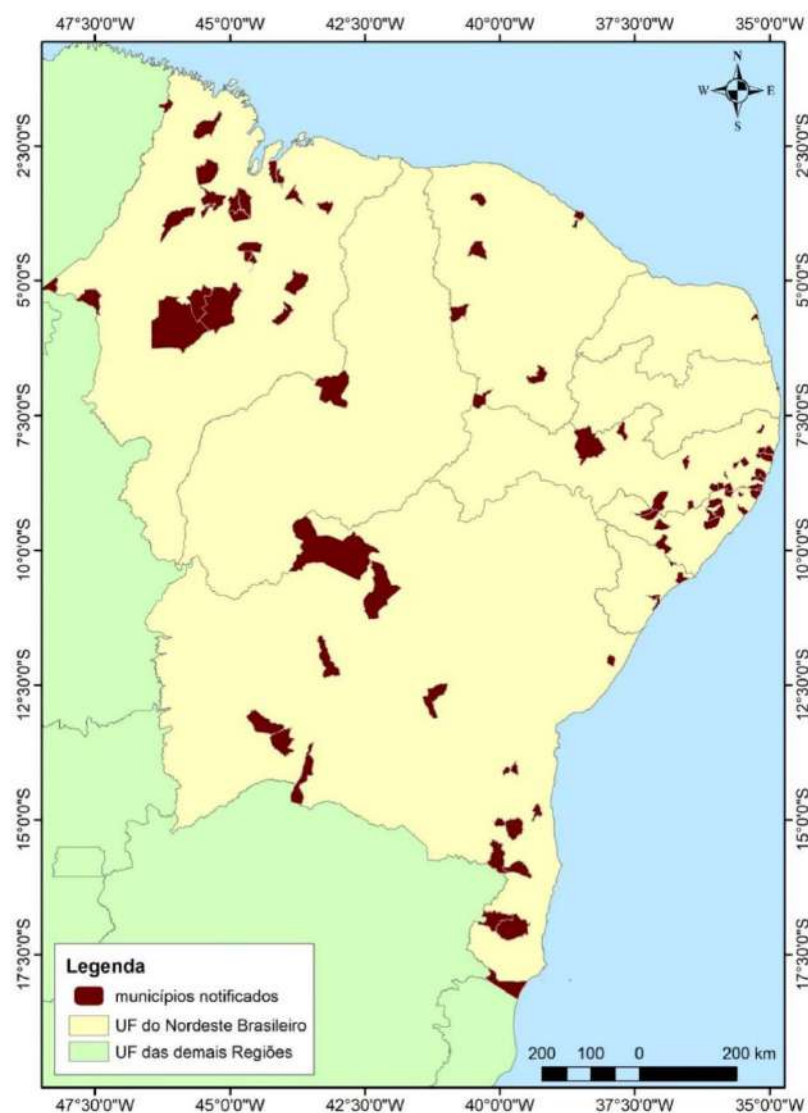 47°30'0"W 45°0'0"W 42°30'0"W 40°0'0"W 37°30'0"W 35°0'0"W
N
W E
S
2°30'0"S 2°30'0"S
5°0'0"S 5°0'0"S
7°30'0"S 7°30'0"S
10°0'0"S 10°0'0"S
12°30'0"S 12°30'0"S
15°0'0"S 15°0'0"S
17°30'0"S 17°30'0"S
Legenda
municípios notificados
UF do Nordeste Brasileiro
UF das demais Regiões
200 100 0 200 km
47°30'0"W 45°0'0"W 42°30'0"W 40°0'0"W 37°30'0"W 35°0'0"W